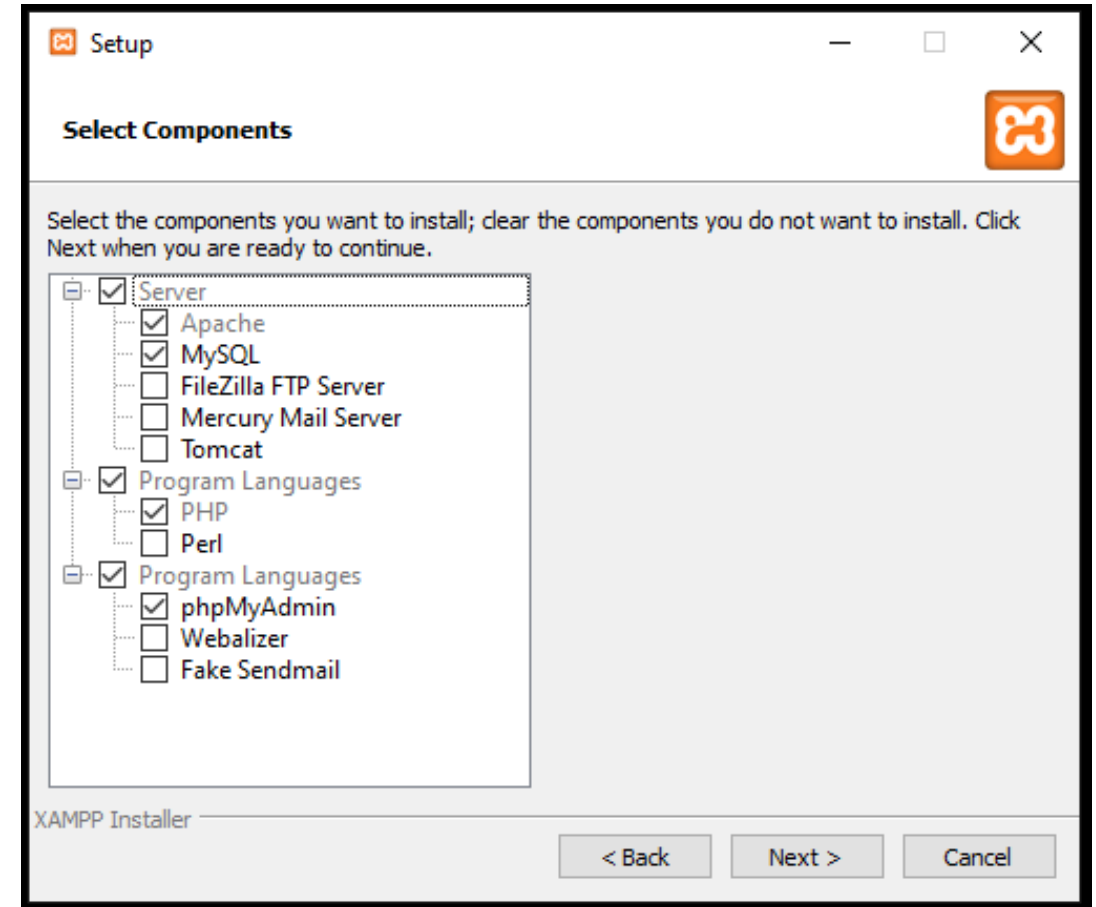 Setup
Select Components
Select the components you want to install; clear the components you do not want to install. Click
Next when you are ready to continue.
Server
Apache
MySQL
FileZilla FTP Server
Mercury Mail Server
Tomcat
Program Languages
PHP
Perl
Program Languages
phpMyAdmin
Webalizer
Fake Sendmail
XAMPP Installer
< Back Next > Cancel